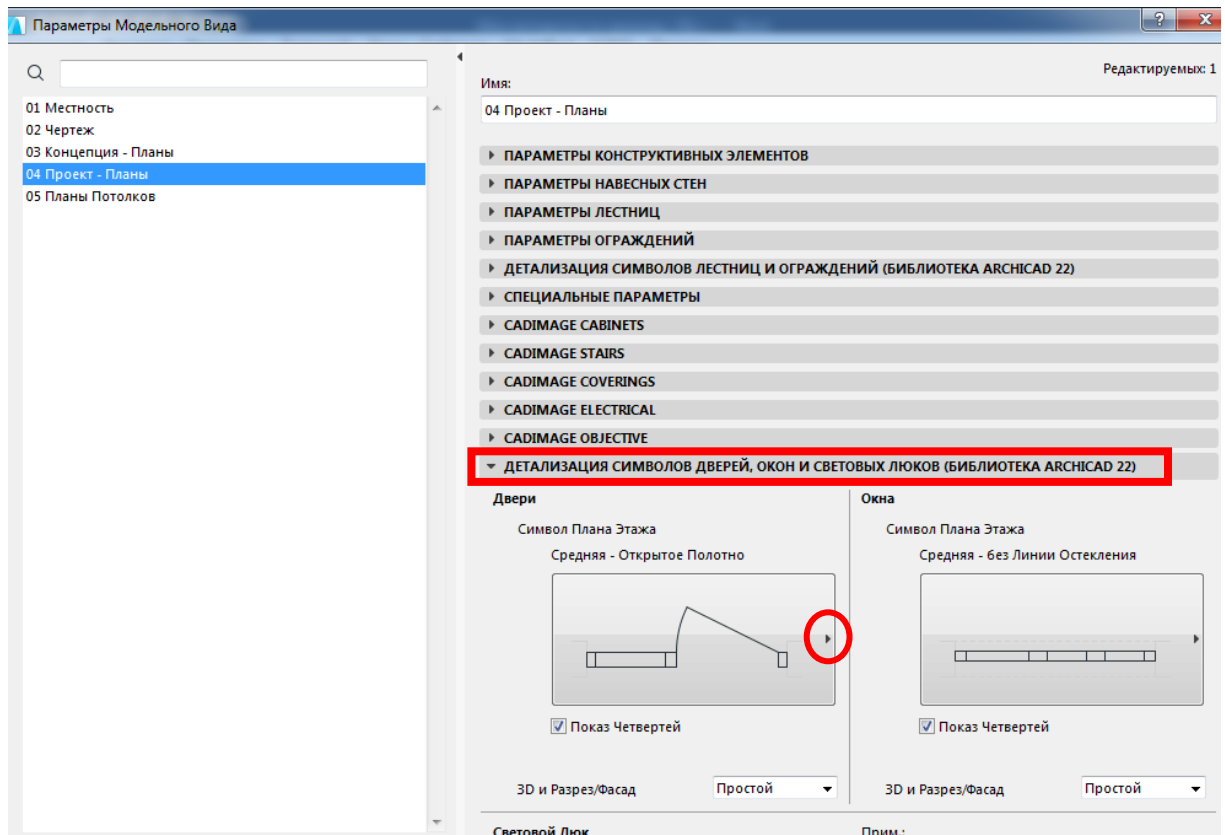 Параметры Модельного Вида
?
X
Редактируемых: 1
Имя:
04 Проект - Планы
01 Местность
02 Чертеж
03 Концепция - Планы
04 Проект - Планы
05 Планы Потолков
ПАРАМЕТРЫ КОНСТРУКТИВНЫХ ЭЛЕМЕНТОВ
ПАРАМЕТРЫ НАВЕСНЫХ СТЕН
ПАРАМЕТРЫ ЛЕСТНИЦ
ПАРАМЕТРЫ ОГРАЖДЕНИЙ
ДЕТАЛИЗАЦИЯ СИМВОЛОВ ЛЕСТНИЦ И ОГРАЖДЕНИЙ (БИБЛИОТЕКА ARCHICAD 22)
СПЕЦИАЛЬНЫЕ ПАРАМЕТРЫ
CADIMAGE CABINETS
CADIMAGE STAIRS
CADIMAGE COVERINGS
CADIMAGE ELECTRICAL
CADIMAGE OBJECTIVE
ДЕТАЛИЗАЦИЯ СИМВОЛОВ ДВЕРЕЙ, ОКОН И СВЕТОВЫХ ЛЮКОВ (БИБЛИОТЕКА ARCHICAD 22)
Двери
Символ Плана Этажа
Средняя - Открытое Полотно
Показ Четвертей
3D и Разрез/Фасад Простой
Окна
Символ Плана Этажа
Средняя - без Линии Остекления
Показ Четвертей
3D и Разрез/Фасад Простой
Световой Люк
Прим.: